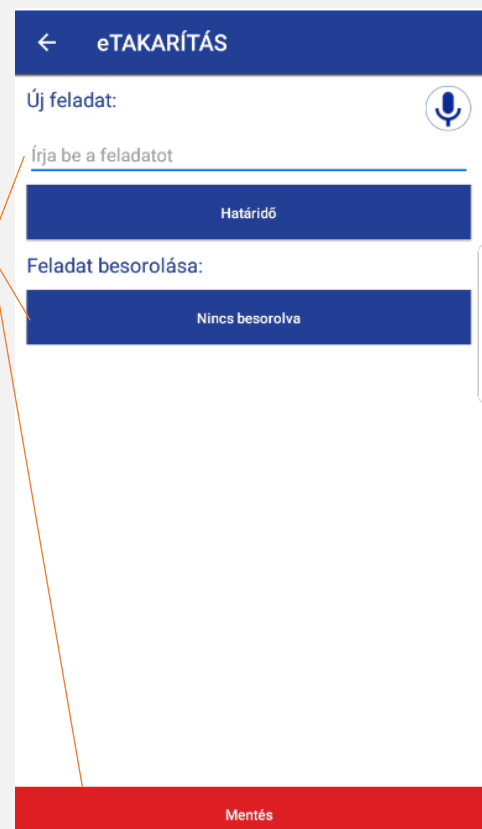 eTAKARÍTÁS
Új feladat:
Írja be a feladatot
Határidő
Feladat besorolása:
Nincs besorolva
Mentés